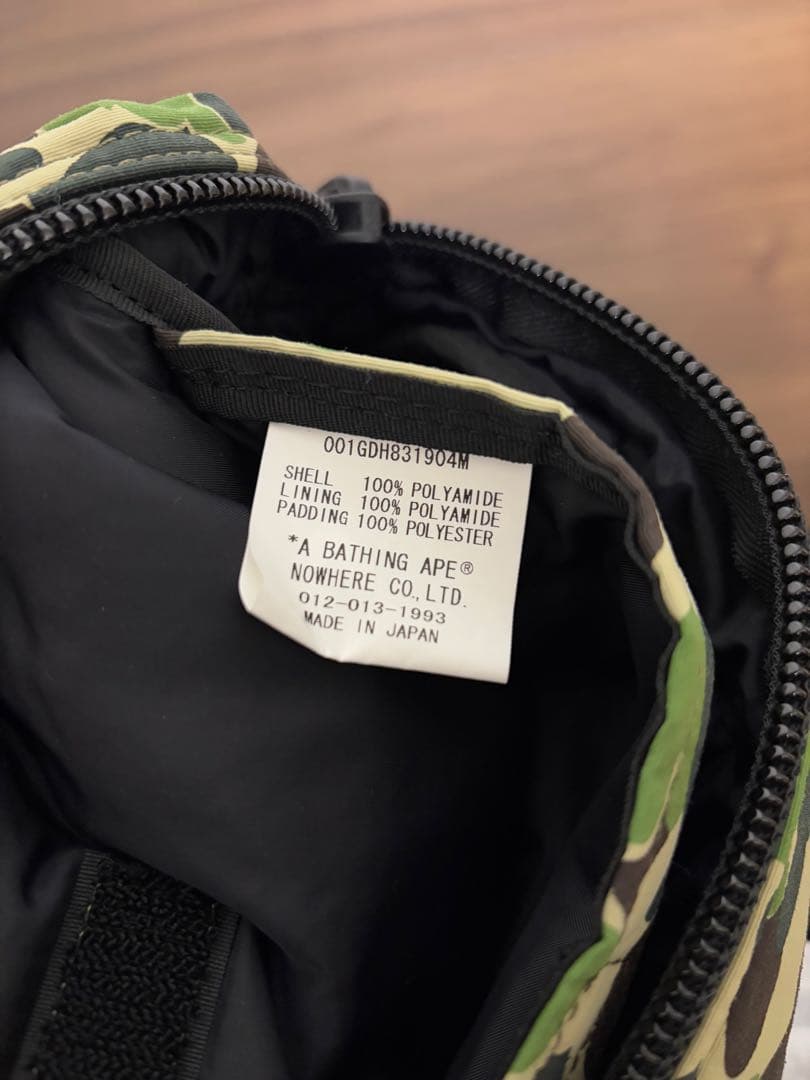 001GDH831904M
SHELL 100% POLYAMIDE
LINING 100% POLYAMIDE
PADDING 100% POLYESTER
*A BATHING APE®
NOWHERE CO., LTD.
012-013-1993
MADE IN JAPAN